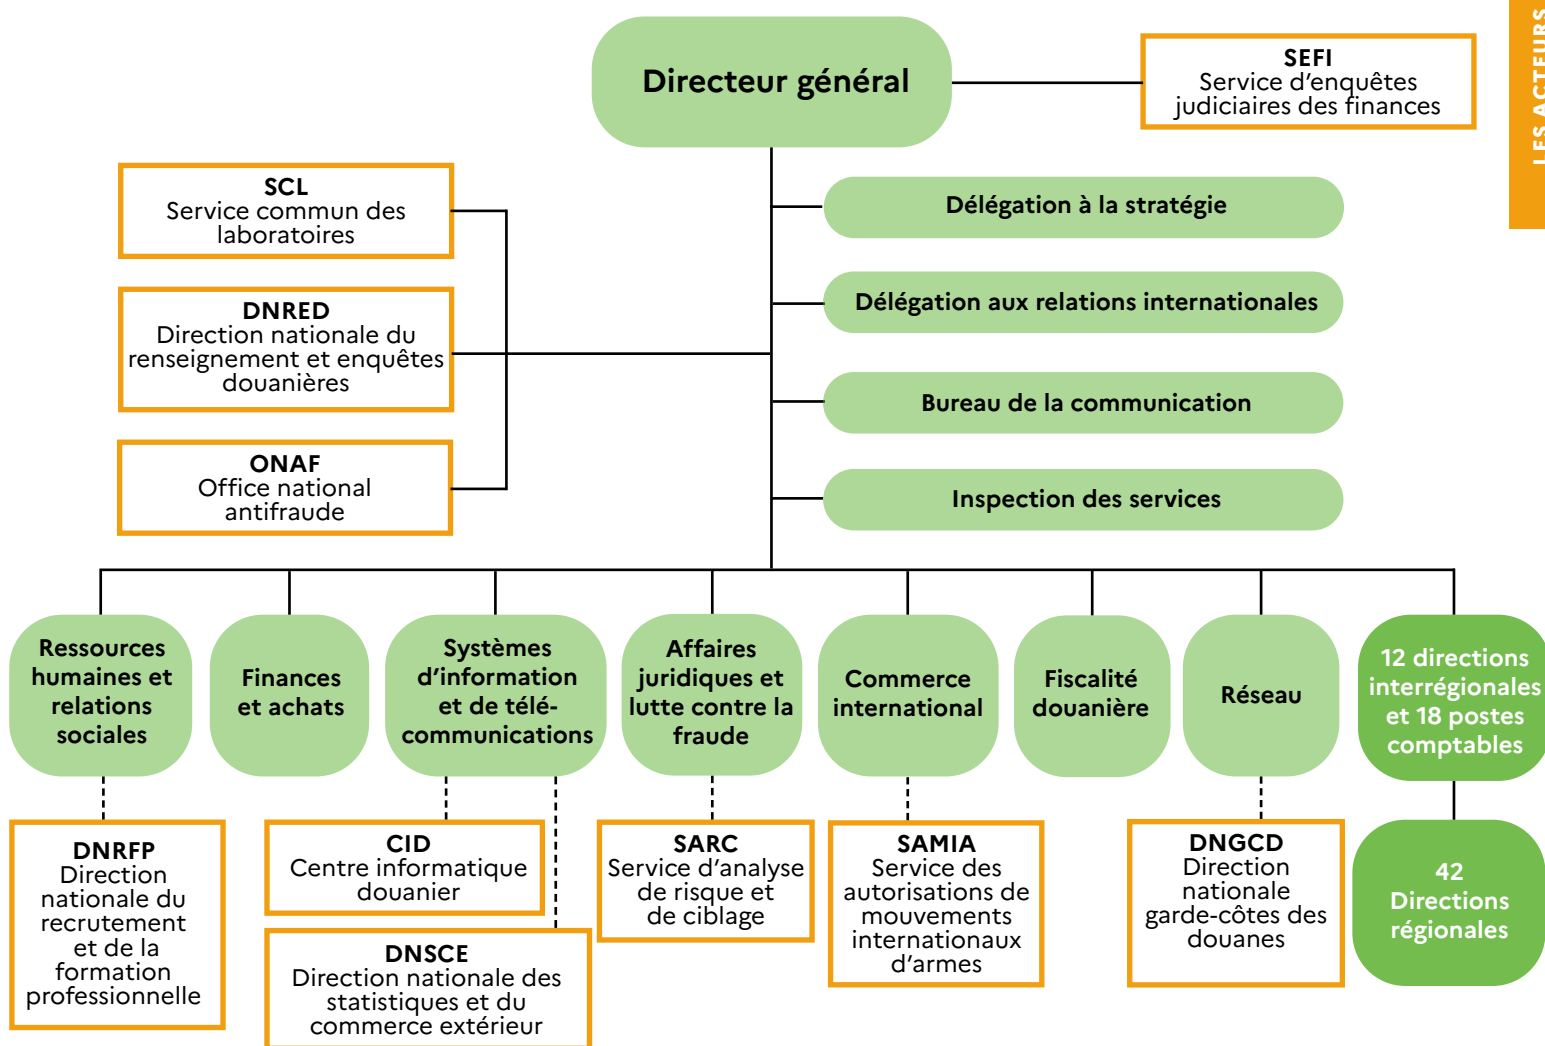 LES ACTEURS
Directeur général
SEFI
Service d'enquêtes
judiciaires des finances
SCL
Service commun des
laboratoires
DNRED
Direction nationale du
renseignement et enquêtes
douanières
ONAF
Office national
antifraude
Délégation à la stratégie
Délégation aux relations internationales
Bureau de la communication
Inspection des services
Ressources
humaines et
relations
sociales
Finances
et achats
Systèmes
d'information
et de télé-
communications
Affaires
juridiques et
lutte contre la
fraude
Commerce
international
Fiscalité
douanière
Réseau
12 directions
interrégionales
et 18 postes
comptables
DNRFP
Direction
nationale du
recrutement
et de la
formation
professionnelle
CID
Centre informatique
douanier
DNSCE
Direction nationale des
statistiques et du
commerce extérieur
SARC
Service d'analyse
de risque et
de ciblage
SAMIA
Service des
autorisations de
mouvements
internationaux
d'armes
DNGCD
Direction
nationale
garde-côtes des
douanes
42
Directions
régionales